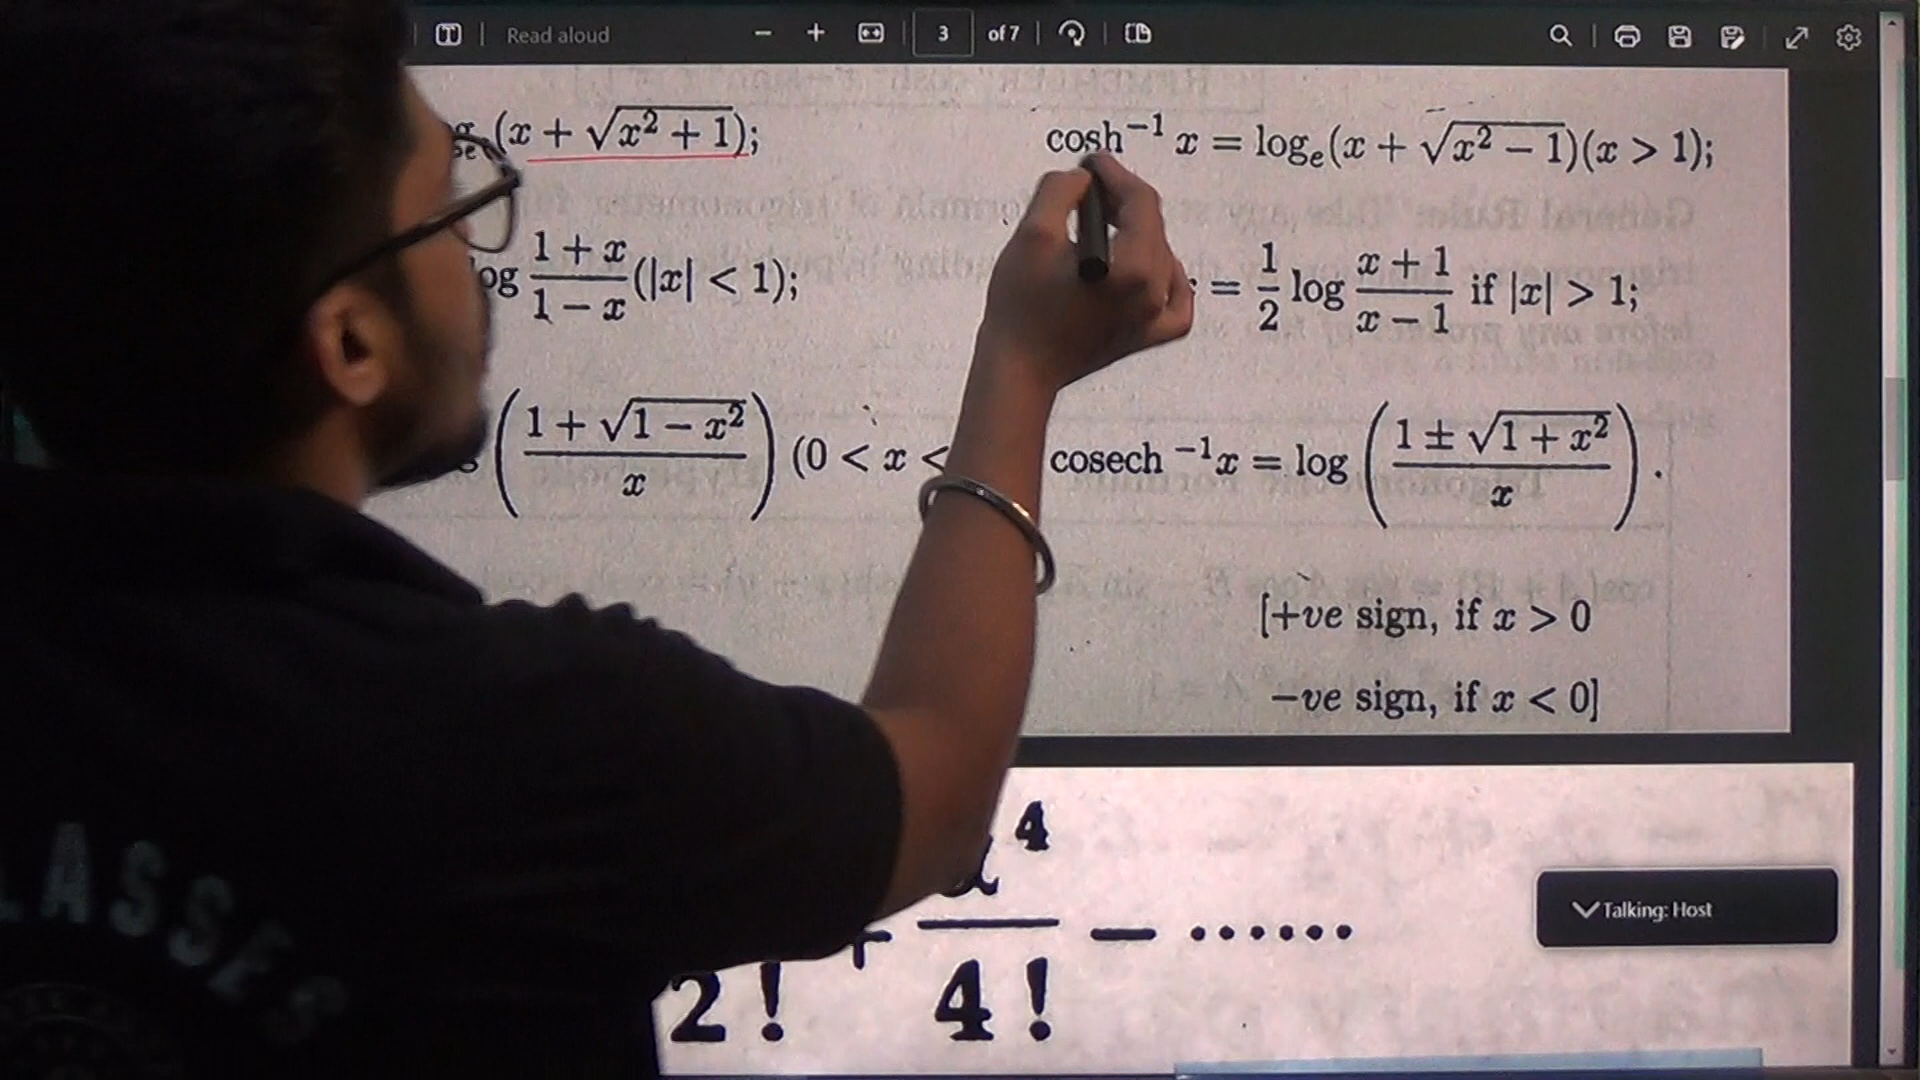 Read aloud
3 of 7
(x + √(x² + 1)); cosh⁻¹ x = logₑ(x + √(x² − 1))(x > 1);
og (1 + x)/(1 − x) (|x| < 1); = 1/2 log (x + 1)/(x − 1) if |x| > 1;
((1 + √(1 − x²))/x) (0 < x < cosech ⁻¹x = log ((1 ± √(1 + x²))/x).
[+ve sign, if x > 0
−ve sign, if x < 0]
2! + 4/4! − ......
Talking: Host
LASSES